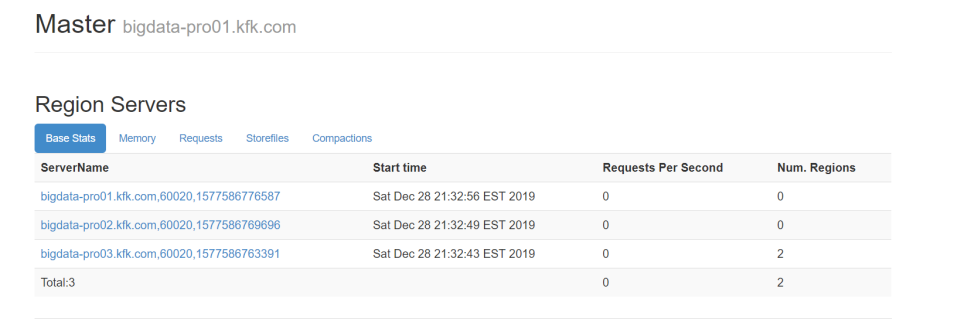 Master bigdata-pro01.kfk.com
Region Servers
Base Stats Memory Requests Storefiles Compactions
ServerName Start time Requests Per Second Num. Regions
bigdata-pro01.kfk.com,60020,1577586776587 Sat Dec 28 21:32:56 EST 2019 0 0
bigdata-pro02.kfk.com,60020,1577586769696 Sat Dec 28 21:32:49 EST 2019 0 0
bigdata-pro03.kfk.com,60020,1577586763391 Sat Dec 28 21:32:43 EST 2019 0 2
Total:3 0 2